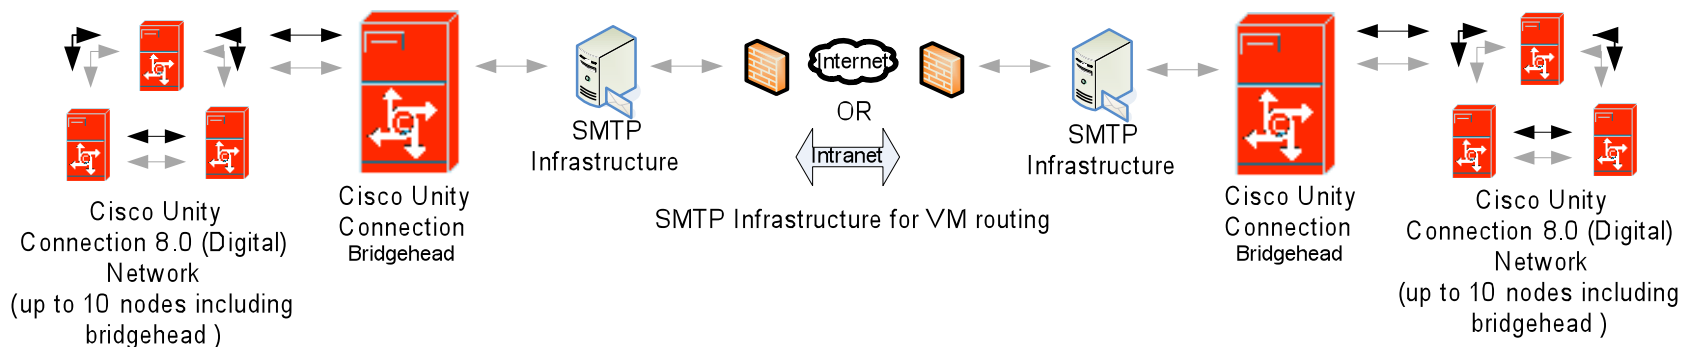 Cisco Unity
Connection 8.0 (Digital)
Network
(up to 10 nodes including
bridgehead )
Cisco Unity
Connection
Bridgehead
SMTP
Infrastructure
Internet
OR
Intranet
SMTP Infrastructure for VM routing
SMTP
Infrastructure
Cisco Unity
Connection
Bridgehead
Cisco Unity
Connection 8.0 (Digital)
Network
(up to 10 nodes including
bridgehead )